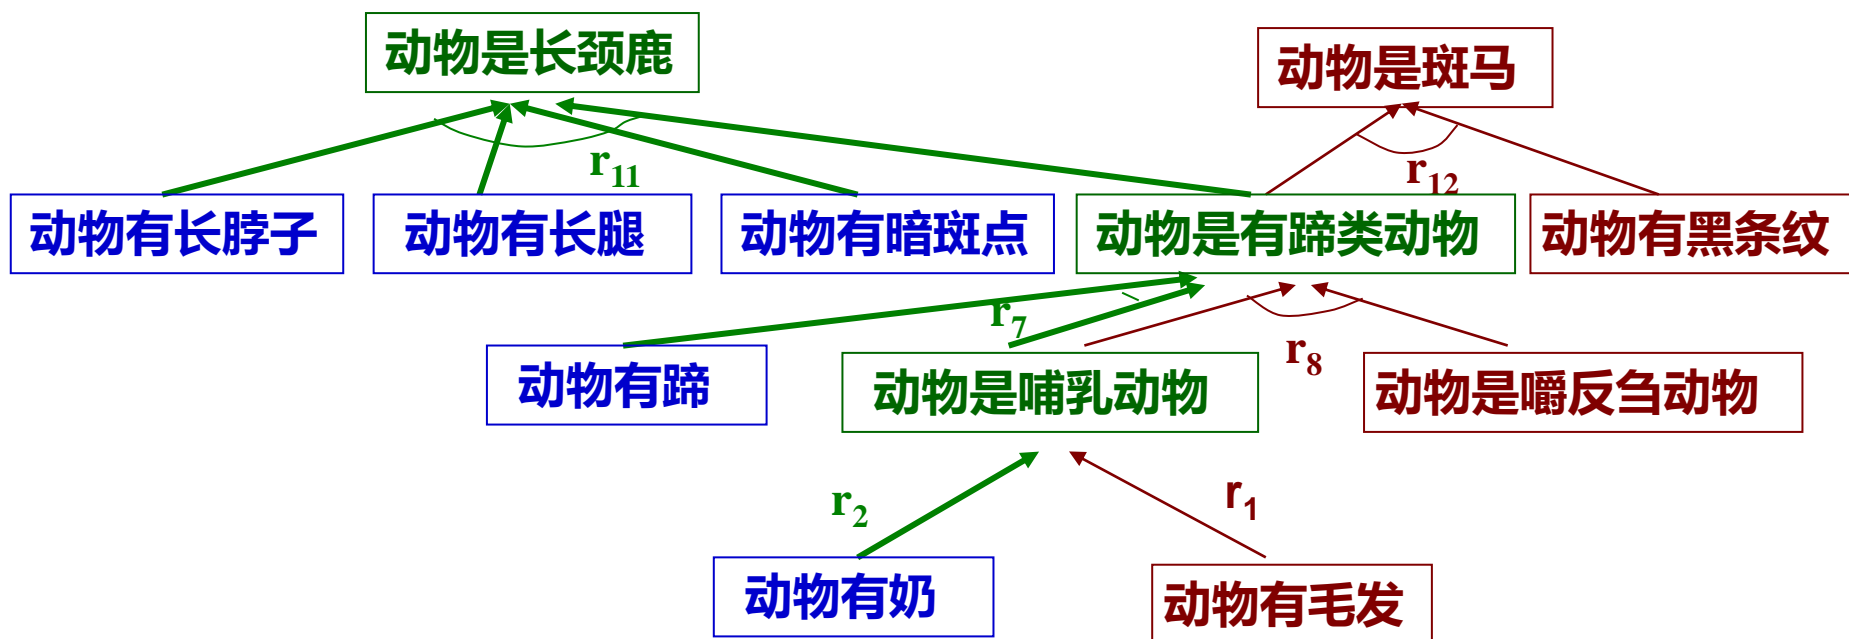 动物是长颈鹿
动物是斑马
r11
r12
动物有长脖子
动物有长腿
动物有暗斑点
动物是有蹄类动物
动物有黑条纹
r7
r8
动物有蹄
动物是哺乳动物
动物是嚼反刍动物
r2
r1
动物有奶
动物有毛发